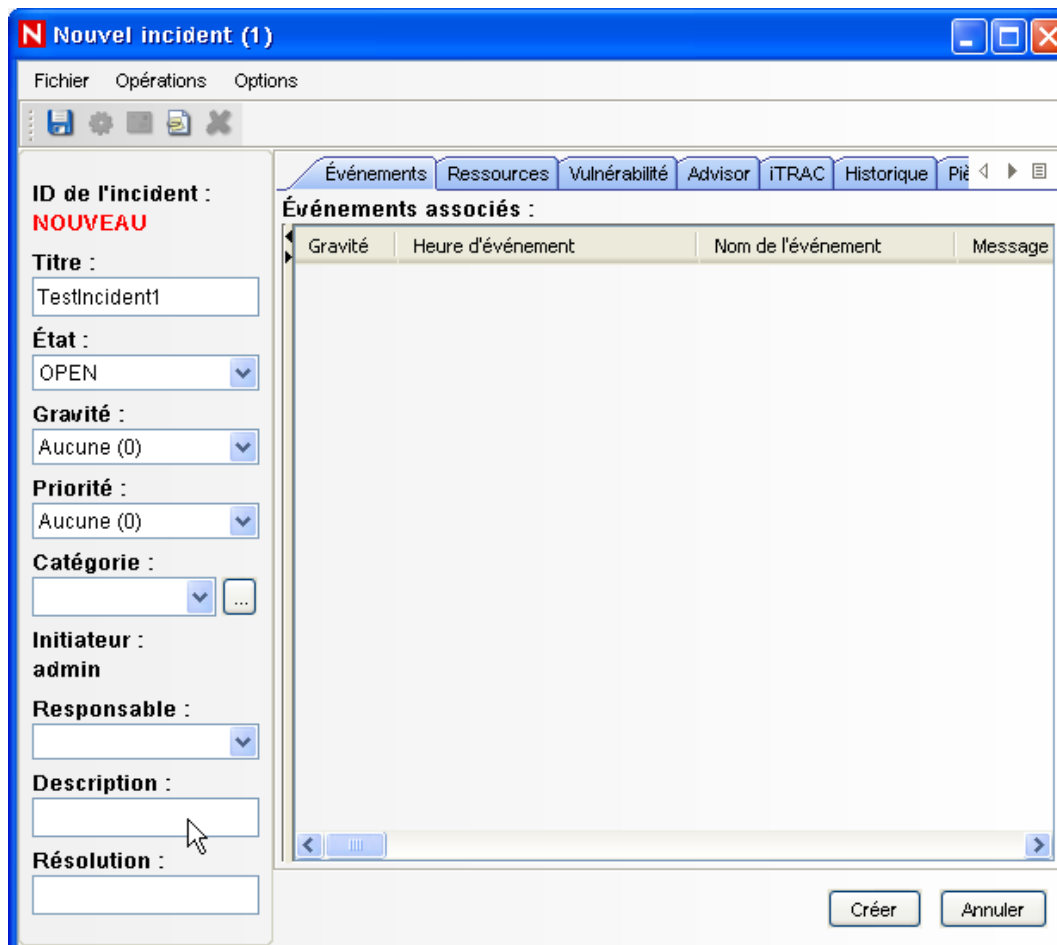 N Nouvel incident (1)
Fichier Opérations Options
ID de l'incident :
NOUVEAU
Titre :
TestIncident1
État :
OPEN
Gravité :
Aucune (0)
Priorité :
Aucune (0)
Catégorie :
...
Initiateur :
admin
Responsable :
Description :
Résolution :
Événements Ressources Vulnérabilité Advisor iTRAC Historique Piè
Événements associés :
Gravité Heure d'événement Nom de l'événement Message
Créer Annuler